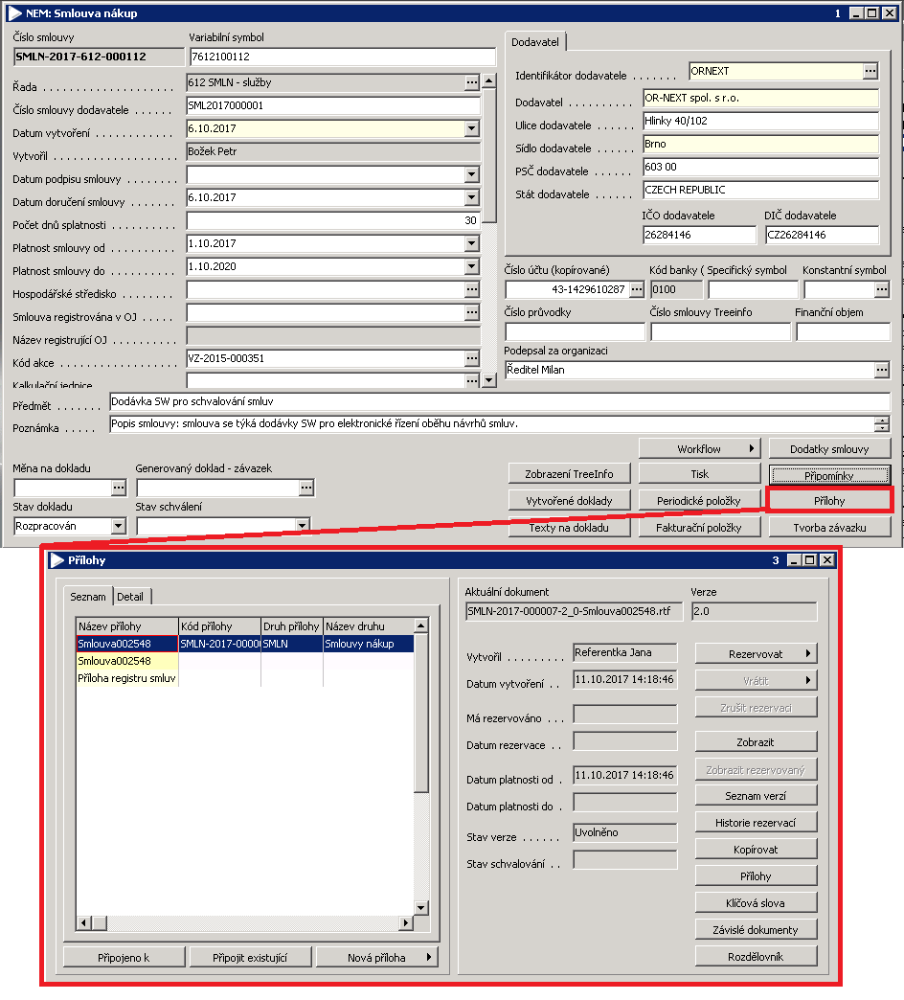 NEM: Smlouva nákup
1
Číslo smlouvy
Variabilní symbol
SMLN-2017-612-000112
7612100112
Řada . . . . . . . . . . . . . . . . . . . . .
612 SMLN - služby
Číslo smlouvy dodavatele . . . . . .
SML2017000001
Datum vytvoření . . . . . . . . . . . . .
6.10.2017
Vytvořil . . . . . . . . . . . . . . . . . . .
Božek Petr
Datum podpisu smlouvy . . . . . . . .
Datum doručení smlouvy . . . . . . .
6.10.2017
Počet dnů splatnosti . . . . . . . . . .
30
Platnost smlouvy od . . . . . . . . . .
1.10.2017
Platnost smlouvy do . . . . . . . . . .
1.10.2020
Hospodářské středisko . . . . . . . .
Smlouva registrována v OJ . . . . .
Název registrující OJ . . . . . . . . . .
Kód akce . . . . . . . . . . . . . . . . .
VZ-2015-000351
Kalkulační jednice
Dodavatel
Identifikátor dodavatele . . . . . . .
ORNEXT
Dodavatel . . . . . . . . . .
OR-NEXT spol. s r.o.
Ulice dodavatele . . . . . .
Hlinky 40/102
Sídlo dodavatele . . . . . .
Brno
PSČ dodavatele . . . . . .
603 00
Stát dodavatele . . . . . .
CZECH REPUBLIC
IČO dodavatele
DIČ dodavatele
26284146
CZ26284146
Číslo účtu (kopírované)
Kód banky (
Specifický symbol
Konstantní symbol
43-1429610287
0100
Číslo průvodky
Číslo smlouvy Treeinfo
Finanční objem
Podepsal za organizaci
Ředitel Milan
Předmět . . . . . . .
Dodávka SW pro schvalování smluv
Poznámka . . . . .
Popis smlouvy: smlouva se týká dodávky SW pro elektronické řízení oběhu návrhů smluv.
Workflow
Dodatky smlouvy
Měna na dokladu
Generovaný doklad - závazek
Zobrazení TreeInfo
Tisk
Připomínky
Stav dokladu
Stav schválení
Vytvořené doklady
Periodické položky
Přílohy
Rozpracován
Texty na dokladu
Fakturační položky
Tvorba závazku
Přílohy
3
Seznam
Detail
Název přílohy
Kód přílohy
Druh přílohy
Název druhu
Smlouva002548
SMLN-2017-0000
SMLN
Smlouvy nákup
Smlouva002548
Příloha registru smluv
Připojeno k
Připojit existující
Nová příloha
Aktuální dokument
Verze
SMLN-2017-000007-2_0-Smlouva002548.rtf
2.0
Vytvořil . . . . . . . . .
Referentka Jana
Rezervovat
Datum vytvoření . .
11.10.2017 14:18:46
Vrátit
Zrušit rezervaci
Má rezervováno . . .
Datum rezervace . .
Zobrazit
Datum platnosti od .
11.10.2017 14:18:46
Zobrazit rezervovaný
Datum platnosti do .
Seznam verzí
Stav verze . . . . . .
Uvolněno
Historie rezervací
Stav schvalování . .
Kopírovat
Přílohy
Klíčová slova
Závislé dokumenty
Rozdělovník